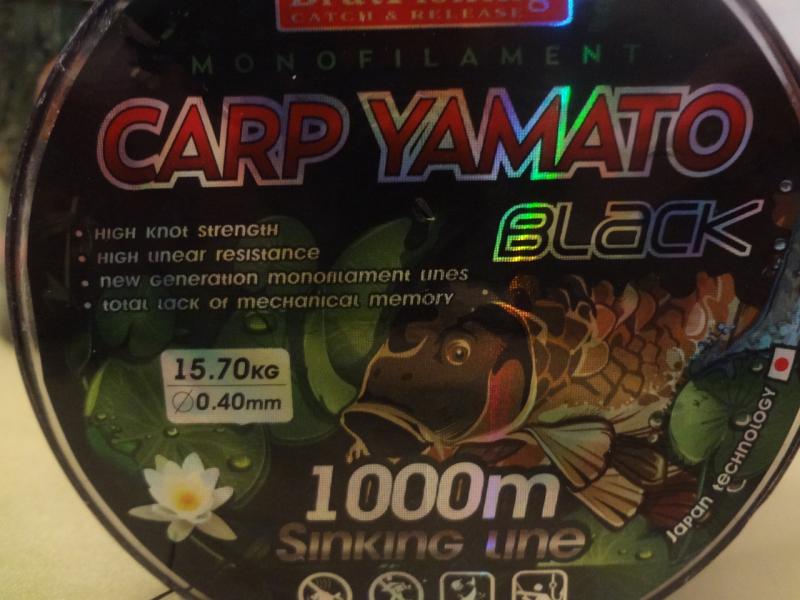 CATCH & RELEASE
MONOFILAMENT
CARP YAMATO
BLACK
• HIGH KNOT STRENGTH
• HIGH LINEAR RESISTANCE
• new generation monofilament lines
• total lack of mechanical memory
15.70KG
∅0.40mm
Japan technology
1000m
Sinking line